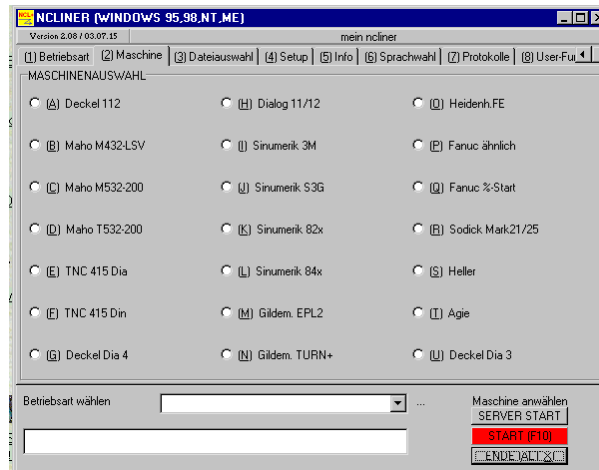 NCLINER (WINDOWS 95,98,NT,ME)
Version 2.08 / 03.07.15 mein ncliner
(1) Betriebsart (2) Maschine (3) Dateiauswahl (4) Setup (5) Info (6) Sprachwahl (7) Protokolle (8) User-Fu
MASCHINENAUSWAHL
(A) Deckel 112 (H) Dialog 11/12 (O) Heidenh.FE
(B) Maho M432-LSV (I) Sinumerik 3M (P) Fanuc ähnlich
(C) Maho M532-200 (J) Sinumerik S3G (Q) Fanuc %-Start
(D) Maho T532-200 (K) Sinumerik 82x (R) Sodick Mark21/25
(E) TNC 415 Dia (L) Sinumerik 84x (S) Heller
(F) TNC 415 Din (M) Gildem. EPL2 (T) Agie
(G) Deckel Dia 4 (N) Gildem. TURN+ (U) Deckel Dia 3
Betriebsart wählen ... Maschine anwählen
SERVER START
START (F10)
ENDE (ALT X)